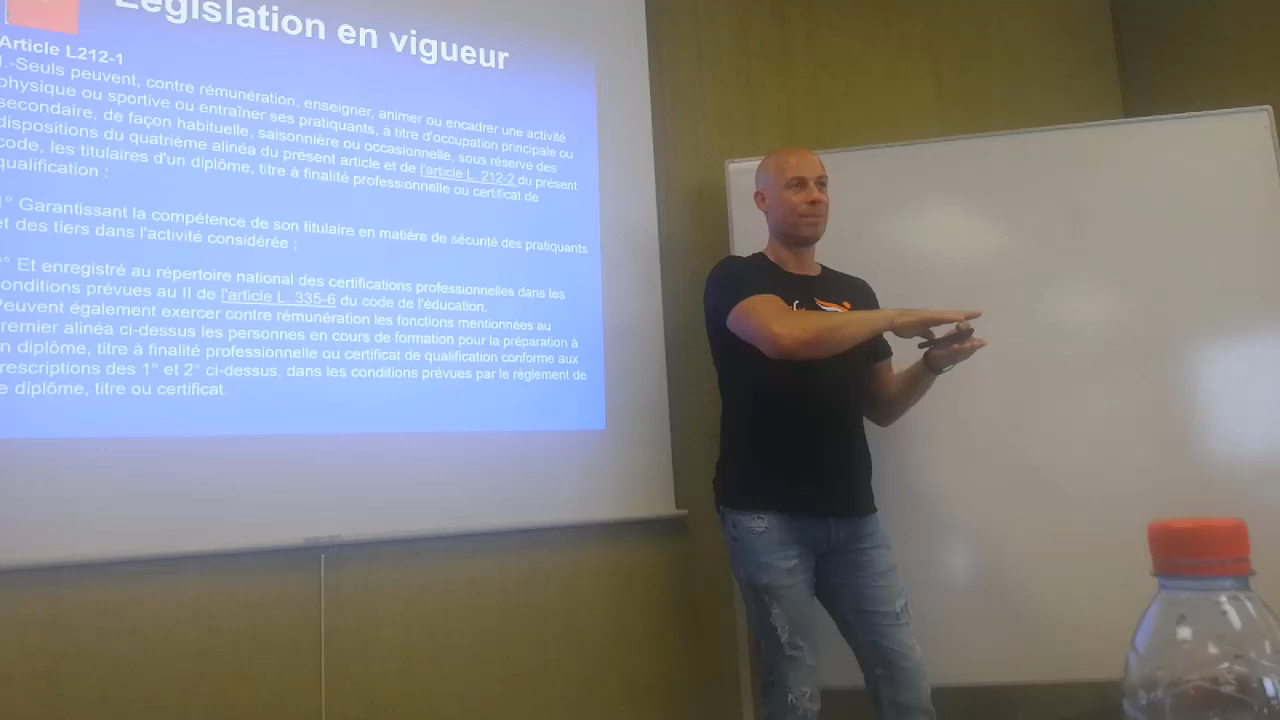 Législation en vigueur
Article L212-1
I.-Seuls peuvent, contre rémunération, enseigner, animer ou encadrer une activité
physique ou sportive ou entraîner ses pratiquants, à titre d'occupation principale ou
secondaire, de façon habituelle, saisonnière ou occasionnelle, sous réserve des
dispositions du quatrième alinéa du présent article et de l'article L. 212-2 du présent
code, les titulaires d'un diplôme, titre à finalité professionnelle ou certificat de
qualification :
1° Garantissant la compétence de son titulaire en matière de sécurité des pratiquants
et des tiers dans l'activité considérée ;
2° Et enregistré au répertoire national des certifications professionnelles dans les
conditions prévues au II de l'article L. 335-6 du code de l'éducation.
Peuvent également exercer contre rémunération les fonctions mentionnées au
premier alinéa ci-dessus les personnes en cours de formation pour la préparation à
un diplôme, titre à finalité professionnelle ou certificat de qualification conforme aux
prescriptions des 1° et 2° ci-dessus, dans les conditions prévues par le règlement de
ce diplôme, titre ou certificat.